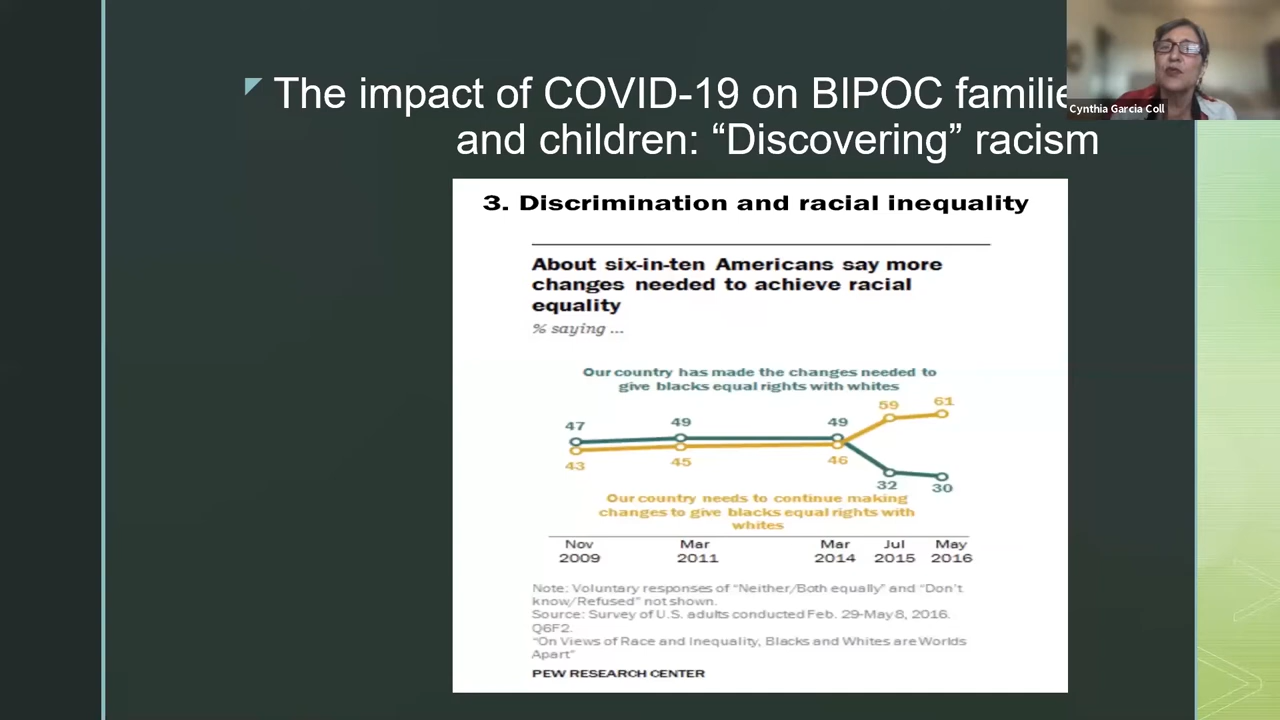 The impact of COVID-19 on BIPOC familie
and children: “Discovering” racism
Cynthia Garcia Coll
3. Discrimination and racial inequality
About six-in-ten Americans say more
changes needed to achieve racial
equality
% saying ...
Our country has made the changes needed to
give blacks equal rights with whites
47 49 49 59 61
43 45 46 32 30
Our country needs to continue making
changes to give blacks equal rights with
whites
Nov Mar Mar Jul May
2009 2011 2014 2015 2016
Note: Voluntary responses of “Neither/Both equally” and “Don’t
know/Refused” not shown.
Source: Survey of U.S. adults conducted Feb. 29-May 8, 2016.
Q6F2.
“On Views of Race and Inequality, Blacks and Whites are Worlds
Apart”
PEW RESEARCH CENTER